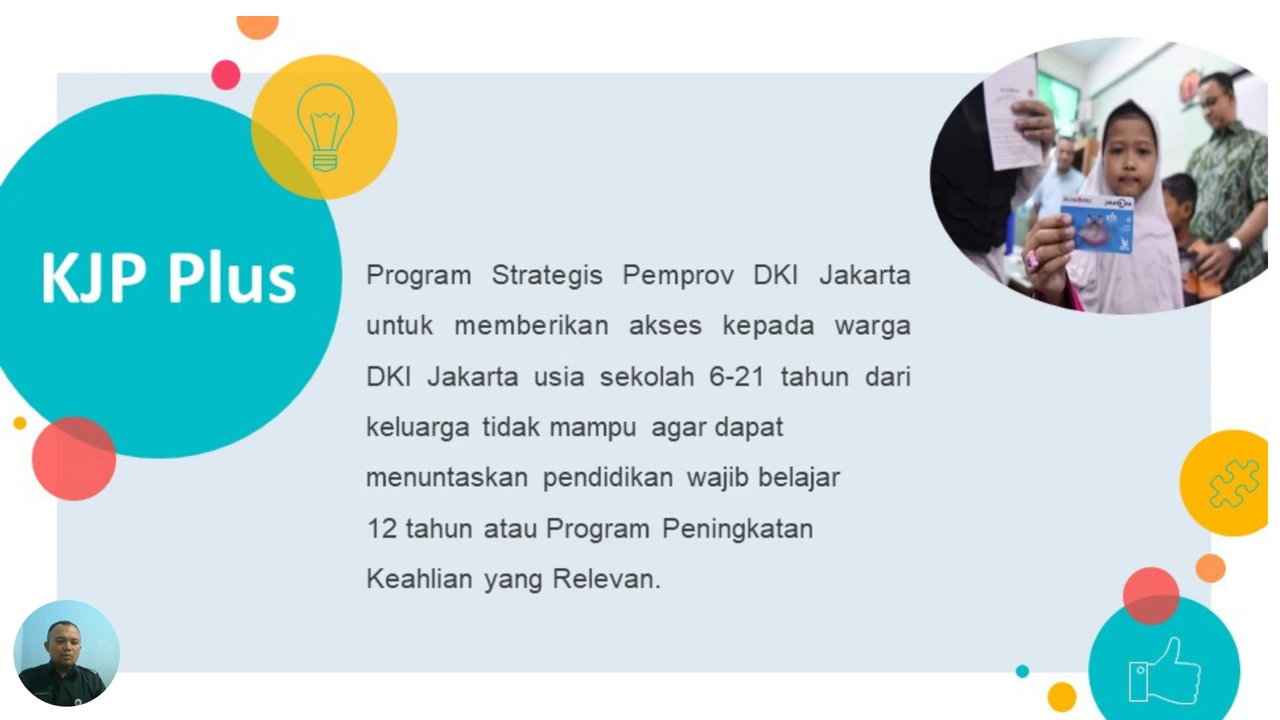 KJP Plus
Program Strategis Pemprov DKI Jakarta
untuk memberikan akses kepada warga
DKI Jakarta usia sekolah 6-21 tahun dari
keluarga tidak mampu agar dapat
menuntaskan pendidikan wajib belajar
12 tahun atau Program Peningkatan
Keahlian yang Relevan.